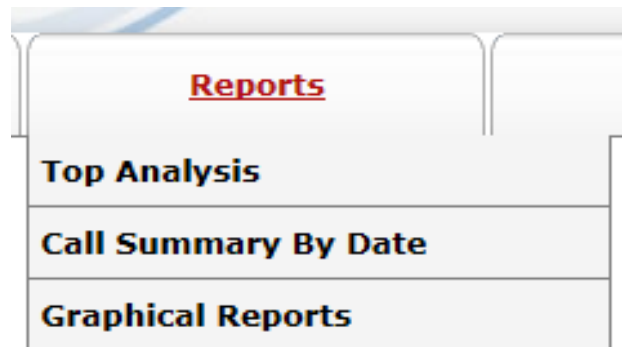 Reports
Top Analysis
Call Summary By Date
Graphical Reports